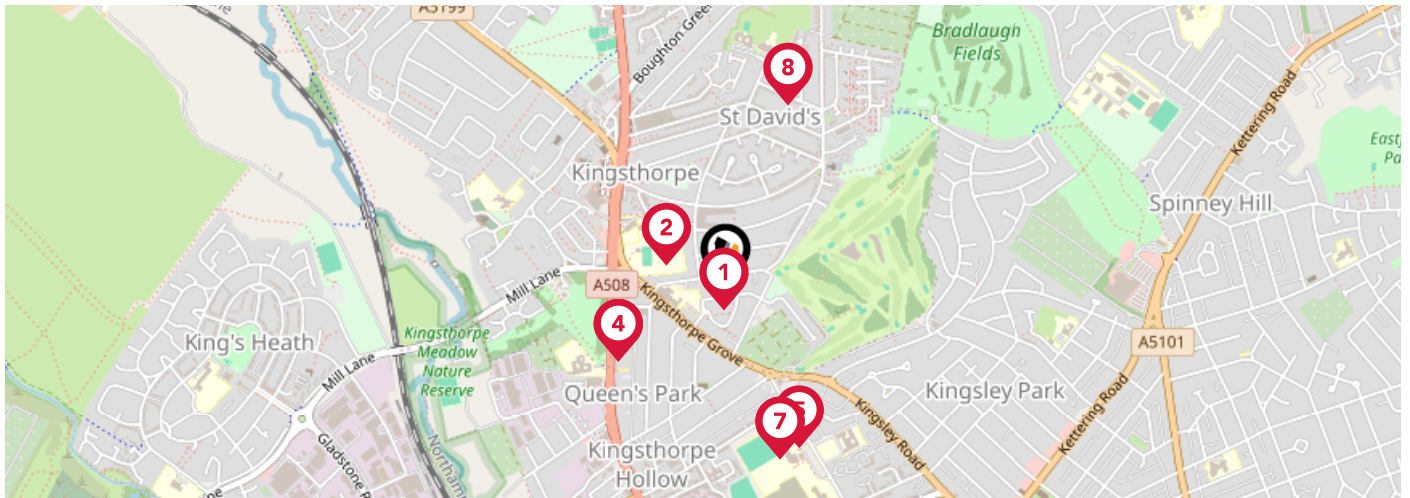 A5199
Boughton Green
Bradlaugh
Fields
8
St David's
Kettering Road
Kingsthorpe
Spinney Hill
2
1
Mill Lane
A508
Kingsthorpe Grove
4
King's Heath
Kingsthorpe
Meadow
Nature
Reserve
Mill Lane
A5101
Queen's Park
Kingsley Park
Kettering Road
7
Kingsley Road
Kingsthorpe
Hollow
Gladstone